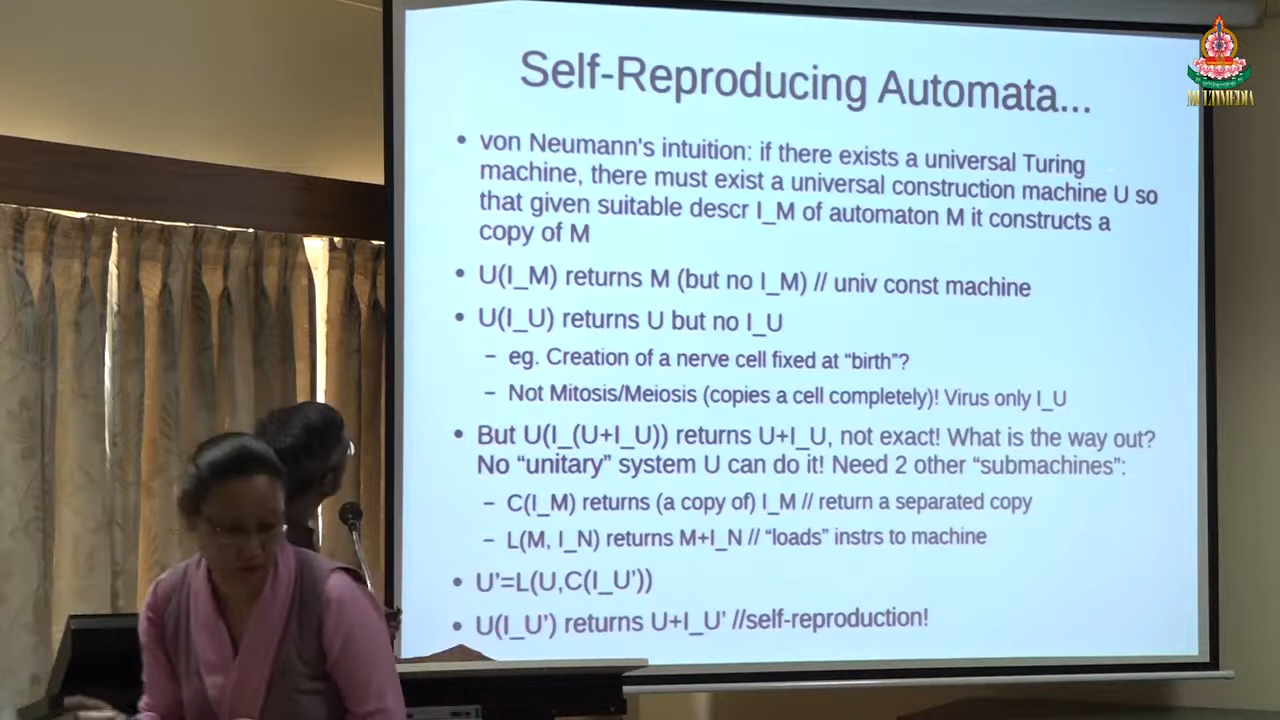 Self-Reproducing Automata...
• von Neumann's intuition: if there exists a universal Turing
machine, there must exist a universal construction machine U so
that given suitable descr I_M of automaton M it constructs a
copy of M
• U(I_M) returns M (but no I_M) // univ const machine
• U(I_U) returns U but no I_U
– eg. Creation of a nerve cell fixed at “birth”?
– Not Mitosis/Meiosis (copies a cell completely)! Virus only I_U
• But U(I_(U+I_U)) returns U+I_U, not exact! What is the way out?
No “unitary” system U can do it! Need 2 other “submachines”:
– C(I_M) returns (a copy of) I_M // return a separated copy
– L(M, I_N) returns M+I_N // “loads” instrs to machine
• U’=L(U,C(I_U’))
• U(I_U’) returns U+I_U’ //self-reproduction!
MULTIMEDIA